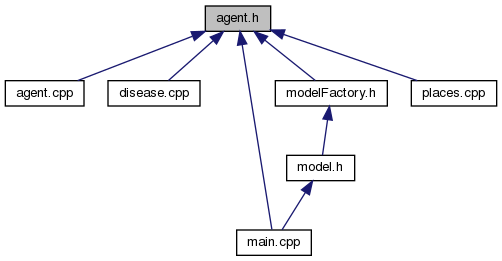 agent.h
agent.cpp
disease.cpp
modelFactory.h
places.cpp
model.h
main.cpp